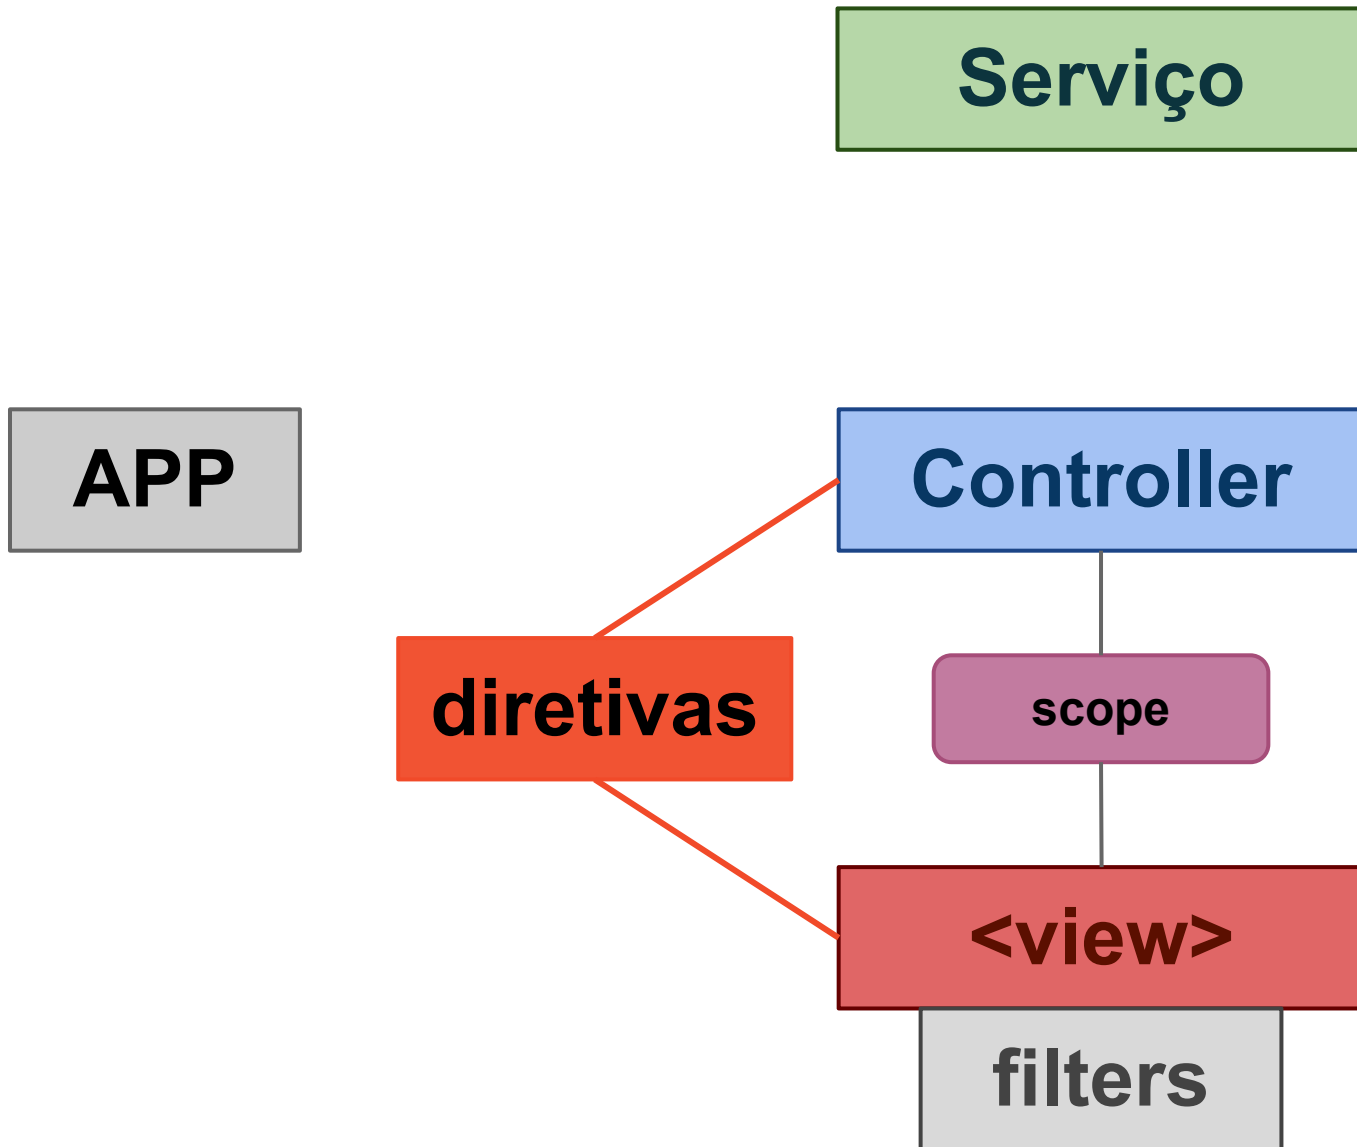 Serviço
APP
Controller
diretivas
scope
<view>
filters